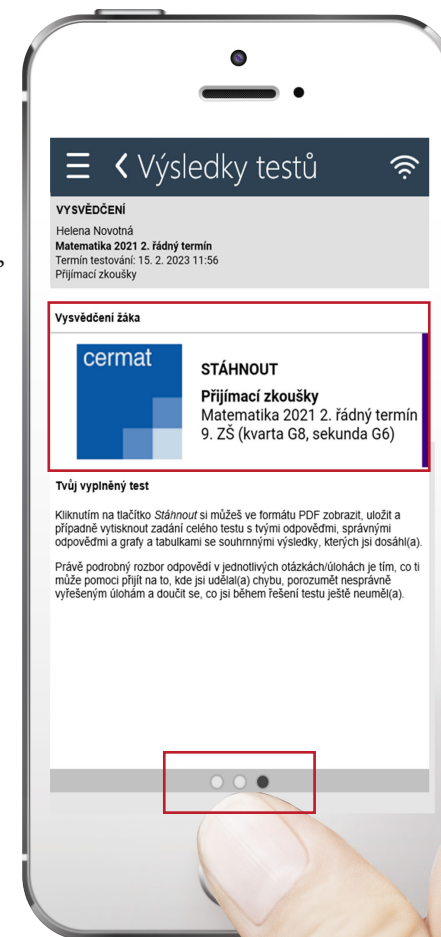 Výsledky testů
VYSVĚDČENÍ
Helena Novotná
Matematika 2021 2. řádný termín
Termín testování: 15. 2. 2023 11:56
Přijímací zkoušky
Vysvědčení žáka
cermat
STÁHNOUT
Přijímací zkoušky
Matematika 2021 2. řádný termín
9. ZŠ (kvarta G8, sekunda G6)
Tvůj vyplněný test
Kliknutím na tlačítko Stáhnout si můžeš ve formátu PDF zobrazit, uložit a
případně vytisknout zadání celého testu s tvými odpověďmi, správnými
odpověďmi a grafy a tabulkami se souhrnnými výsledky, kterých jsi dosáhl(a).
Právě podrobný rozbor odpovědí v jednotlivých otázkách/úlohách je tím, co ti
může pomoci přijít na to, kde jsi udělal(a) chybu, porozumět nesprávně
vyřešeným úlohám a doučit se, co jsi během řešení testu ještě neuměl(a).